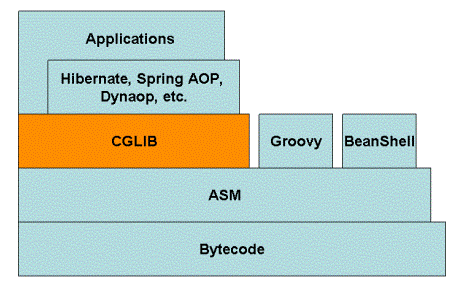 Applications
Hibernate, Spring AOP,
Dynaop, etc.
CGLIB
Groovy
BeanShell
ASM
Bytecode